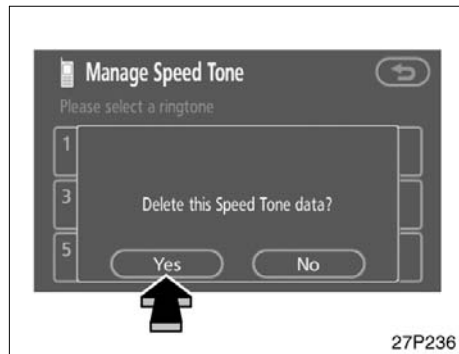 Manage Speed Tone
Please select a ringtone
1
3
5
Delete this Speed Tone data?
Yes No
27P236